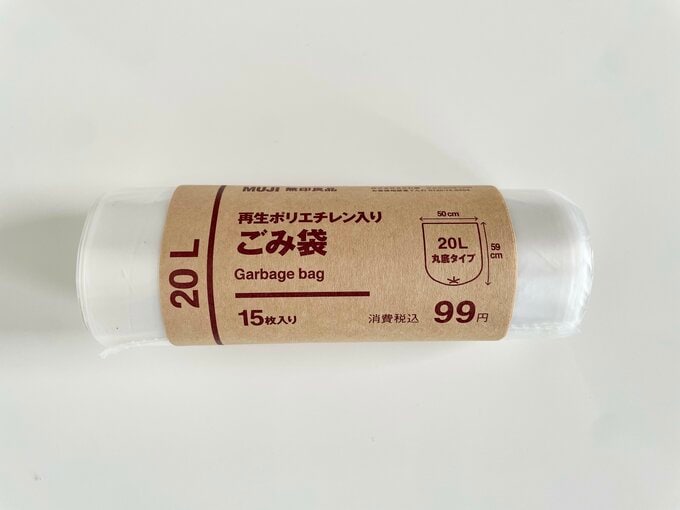 MUJI 無印良品
20L
再生ポリエチレン入り
ごみ袋
Garbage bag
15枚入り
消費税込 99円
50cm
59cm
20L
丸底タイプ